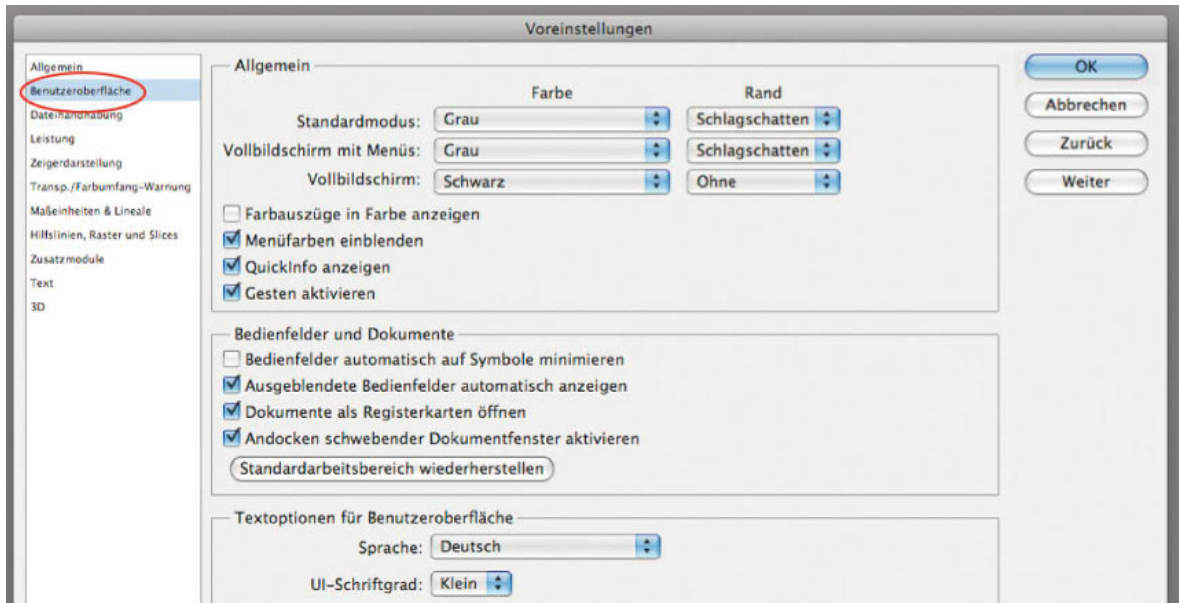 Voreinstellungen
Allgemein
Benutzeroberfläche
Dateihandhabung
Leistung
Zeigerdarstellung
Transp./Farbumfang-Warnung
Maßeinheiten & Lineale
Hilfslinien, Raster und Slices
Zusatzmodule
Text
3D
Allgemein
Farbe Rand
Standardmodus: Grau Schlagschatten
Vollbildschirm mit Menüs: Grau Schlagschatten
Vollbildschirm: Schwarz Ohne
Farbauszüge in Farbe anzeigen
Menüfarben einblenden
QuickInfo anzeigen
Gesten aktivieren
Bedienfelder und Dokumente
Bedienfelder automatisch auf Symbole minimieren
Ausgeblendete Bedienfelder automatisch anzeigen
Dokumente als Registerkarten öffnen
Andocken schwebender Dokumentfenster aktivieren
Standardarbeitsbereich wiederherstellen
Textoptionen für Benutzeroberfläche
Sprache: Deutsch
UI-Schriftgrad: Klein
OK
Abbrechen
Zurück
Weiter